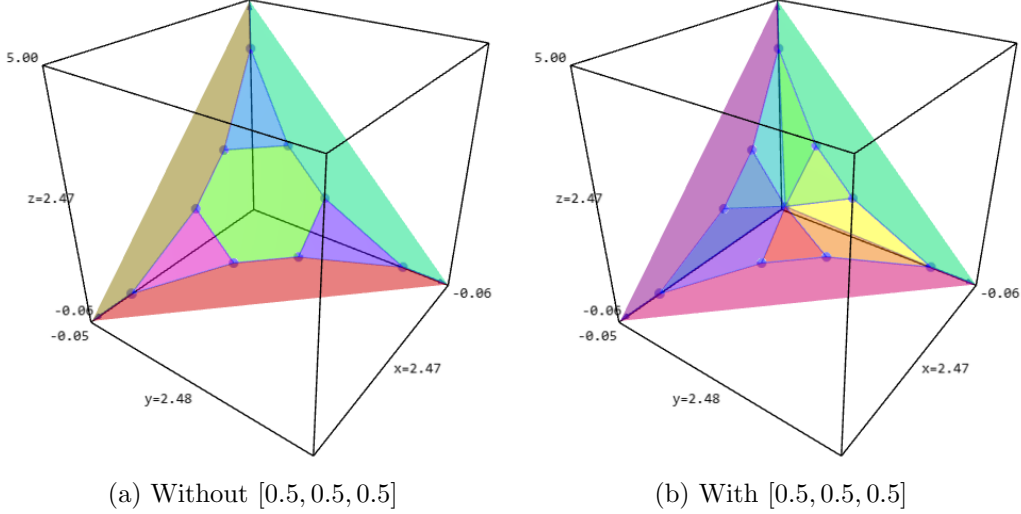 5.00
z=2.47
-0.06
-0.05
y=2.48
x=2.47
-0.06
5.00
z=2.47
-0.06
-0.05
y=2.48
x=2.47
-0.06
(a) Without [0.5, 0.5, 0.5]
(b) With [0.5, 0.5, 0.5]